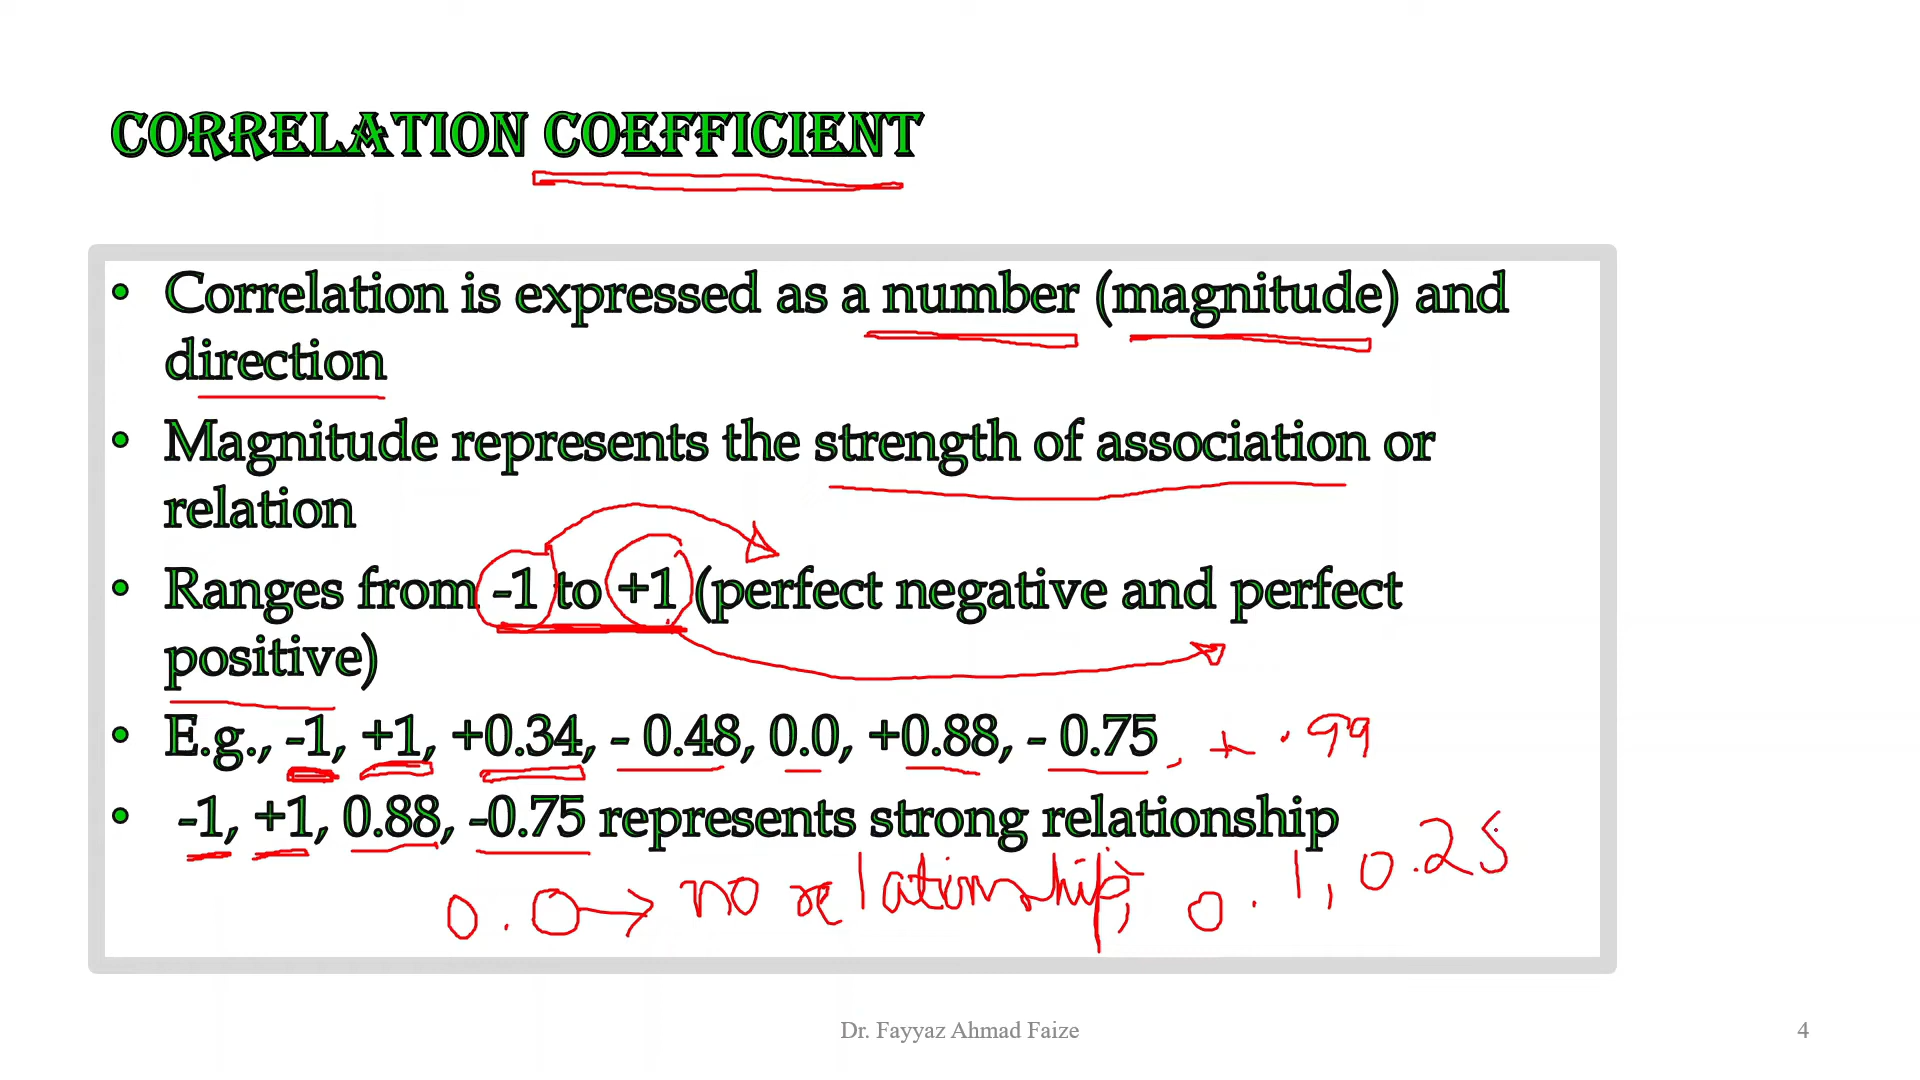 CORRELATION COEFFICIENT
• Correlation is expressed as a number (magnitude) and
direction
• Magnitude represents the strength of association or
relation
• Ranges from -1 to +1 (perfect negative and perfect
positive)
• E.g., -1, +1, +0.34, - 0.48, 0.0, +0.88, - 0.75, + .99
• -1, +1, 0.88, -0.75 represents strong relationship
0.0 → no relationship, 0.1, 0.25
Dr. Fayyaz Ahmad Faize
4